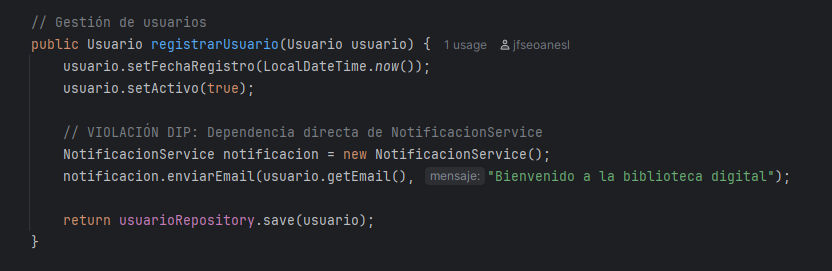 // Gestión de usuarios
public Usuario registrarUsuario(Usuario usuario) { 1 usage jfseoanesl
usuario.setFechaRegistro(LocalDateTime.now());
usuario.setActivo(true);
// VIOLACIÓN DIP: Dependencia directa de NotificacionService
NotificacionService notificacion = new NotificacionService();
notificacion.enviarEmail(usuario.getEmail(), mensaje: "Bienvenido a la biblioteca digital");
return usuarioRepository.save(usuario);
}